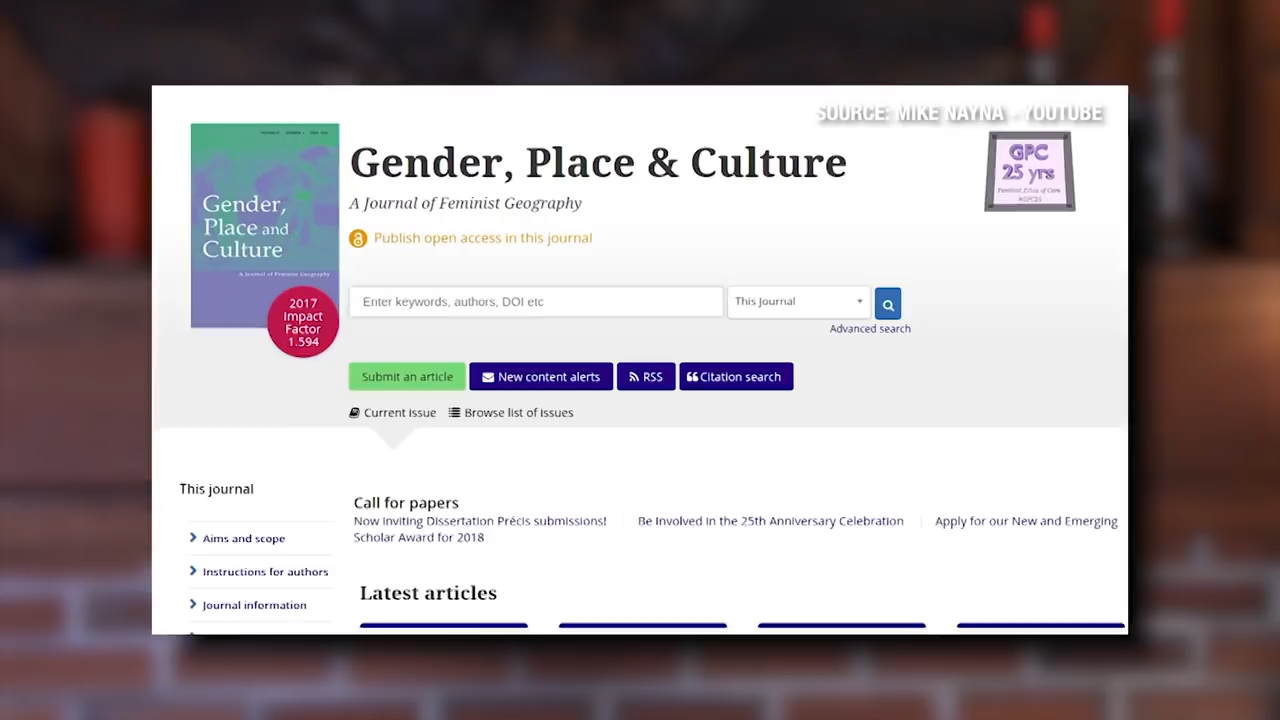 SOURCE: MIKE NAYNA - YOUTUBE
Gender,
Place and
Culture
A Journal of Feminist Geography
2017
Impact
Factor
1.594
Gender, Place & Culture
A Journal of Feminist Geography
Publish open access in this journal
GPC
25 yrs
Feminist Ethics of Care
Enter keywords, authors, DOI etc
This Journal
Advanced search
Submit an article
New content alerts
RSS
Citation search
Current issue
Browse list of issues
This journal
Aims and scope
Instructions for authors
Journal information
Call for papers
Now Inviting Dissertation Précis submissions!
Be Involved in the 25th Anniversary Celebration
Apply for our New and Emerging
Scholar Award for 2018
Latest articles